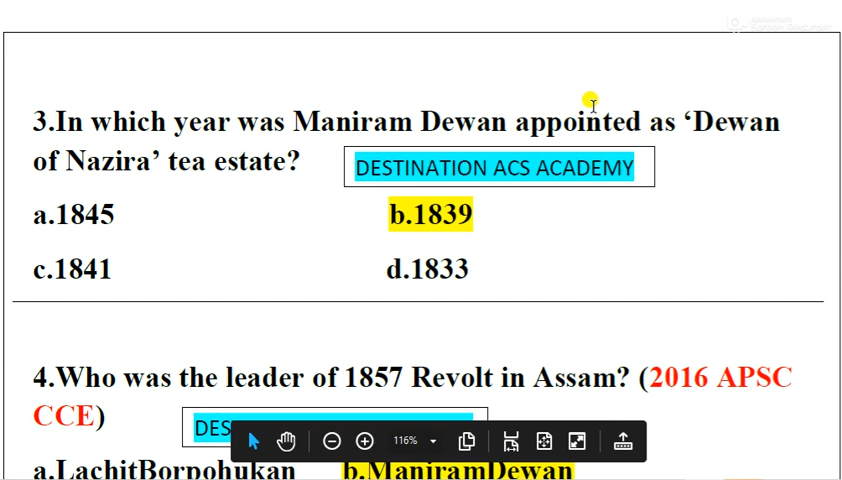 3.In which year was Maniram Dewan appointed as ‘Dewan
of Nazira’ tea estate?
DESTINATION ACS ACADEMY
a.1845
b.1839
c.1841
d.1833
4.Who was the leader of 1857 Revolt in Assam? (2016 APSC
CCE)
DES
116%
a.LachitBorpohukan
b.ManiramDewan